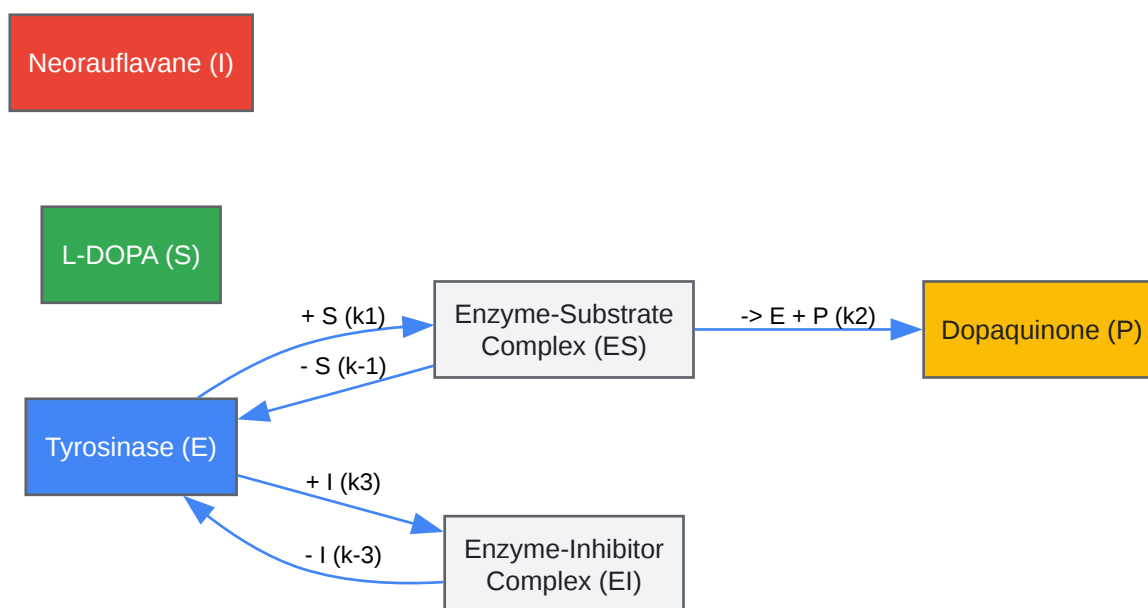 Neorauflavane (I)
L-DOPA (S)
+ S (k1)
Enzyme-Substrate
Complex (ES)
-> E + P (k2)
Dopaquinone (P)
- S (k-1)
Tyrosinase (E)
+ I (k3)
- I (k-3)
Enzyme-Inhibitor
Complex (EI)